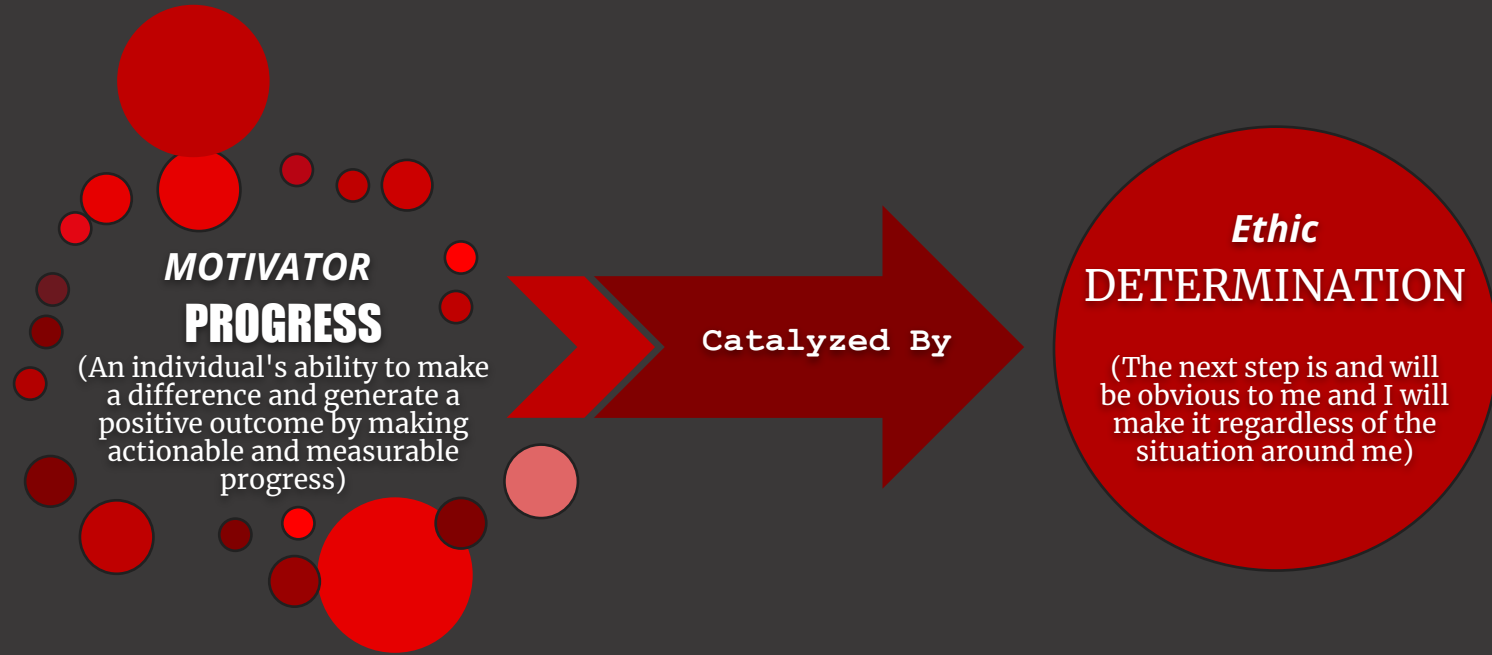 MOTIVATOR
PROGRESS
(An individual's ability to make
a difference and generate a
positive outcome by making
actionable and measurable
progress)
Catalyzed By
Ethic
DETERMINATION
(The next step is and will
be obvious to me and I will
make it regardless of the
situation around me)